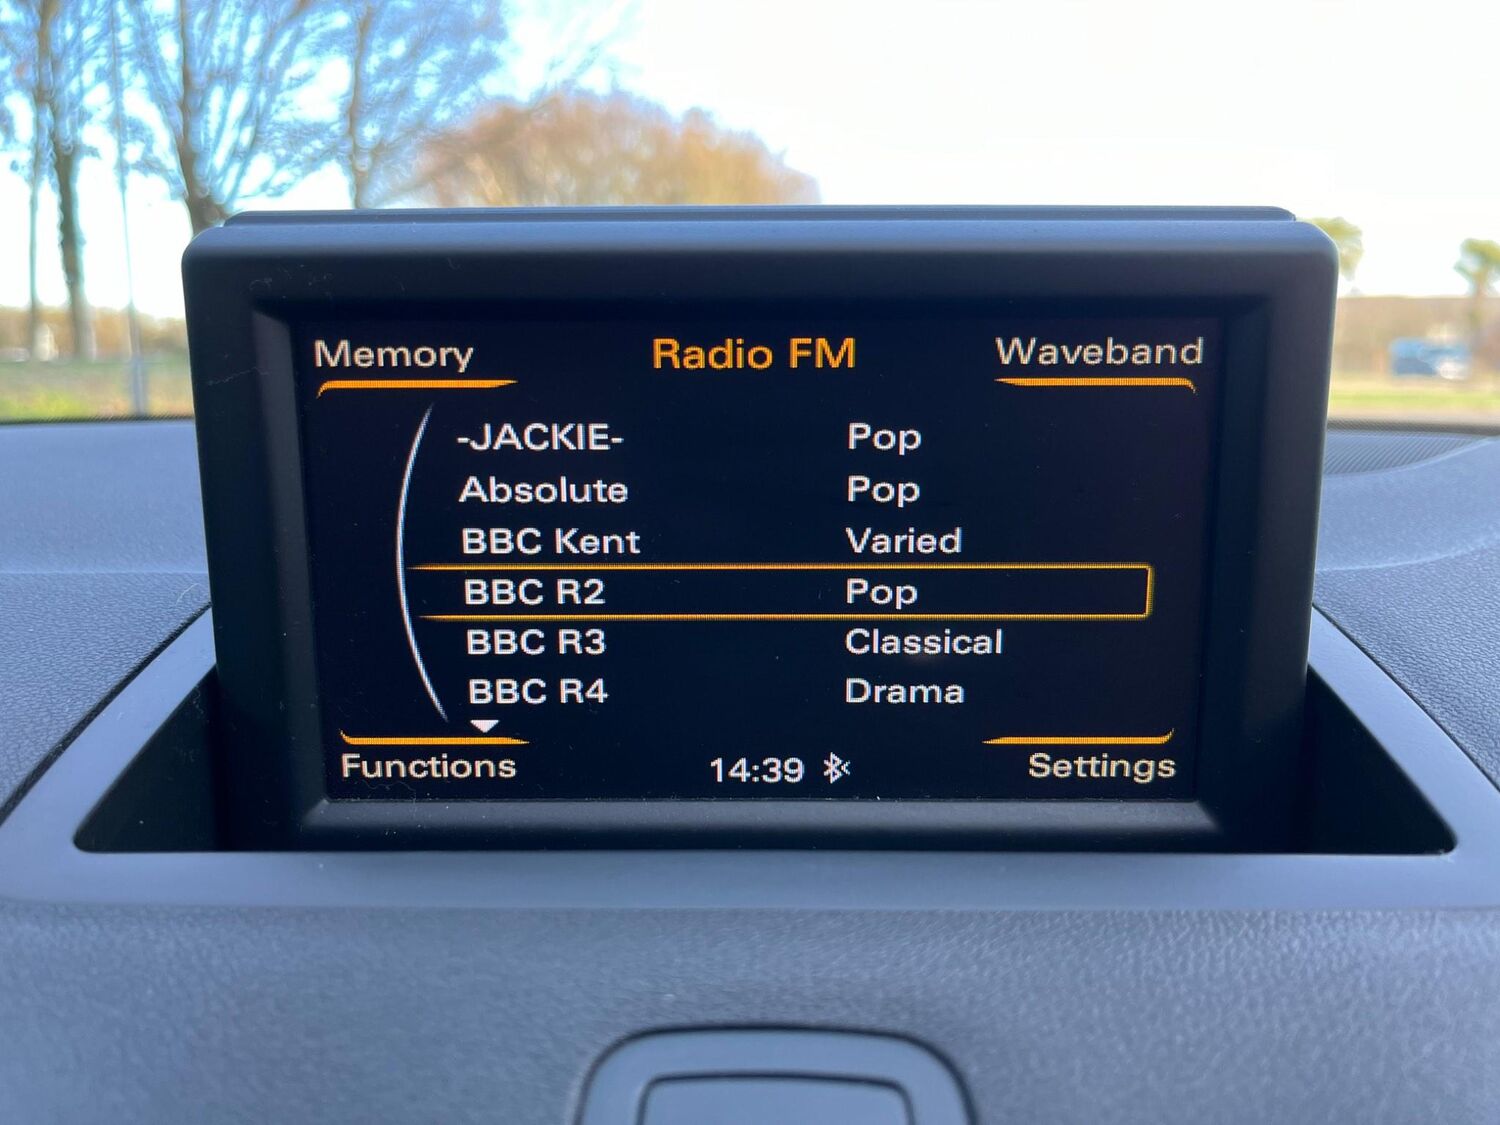 Memory Radio FM Waveband
-JACKIE- Pop
Absolute Pop
BBC Kent Varied
BBC R2 Pop
BBC R3 Classical
BBC R4 Drama
Functions 14:39 Settings